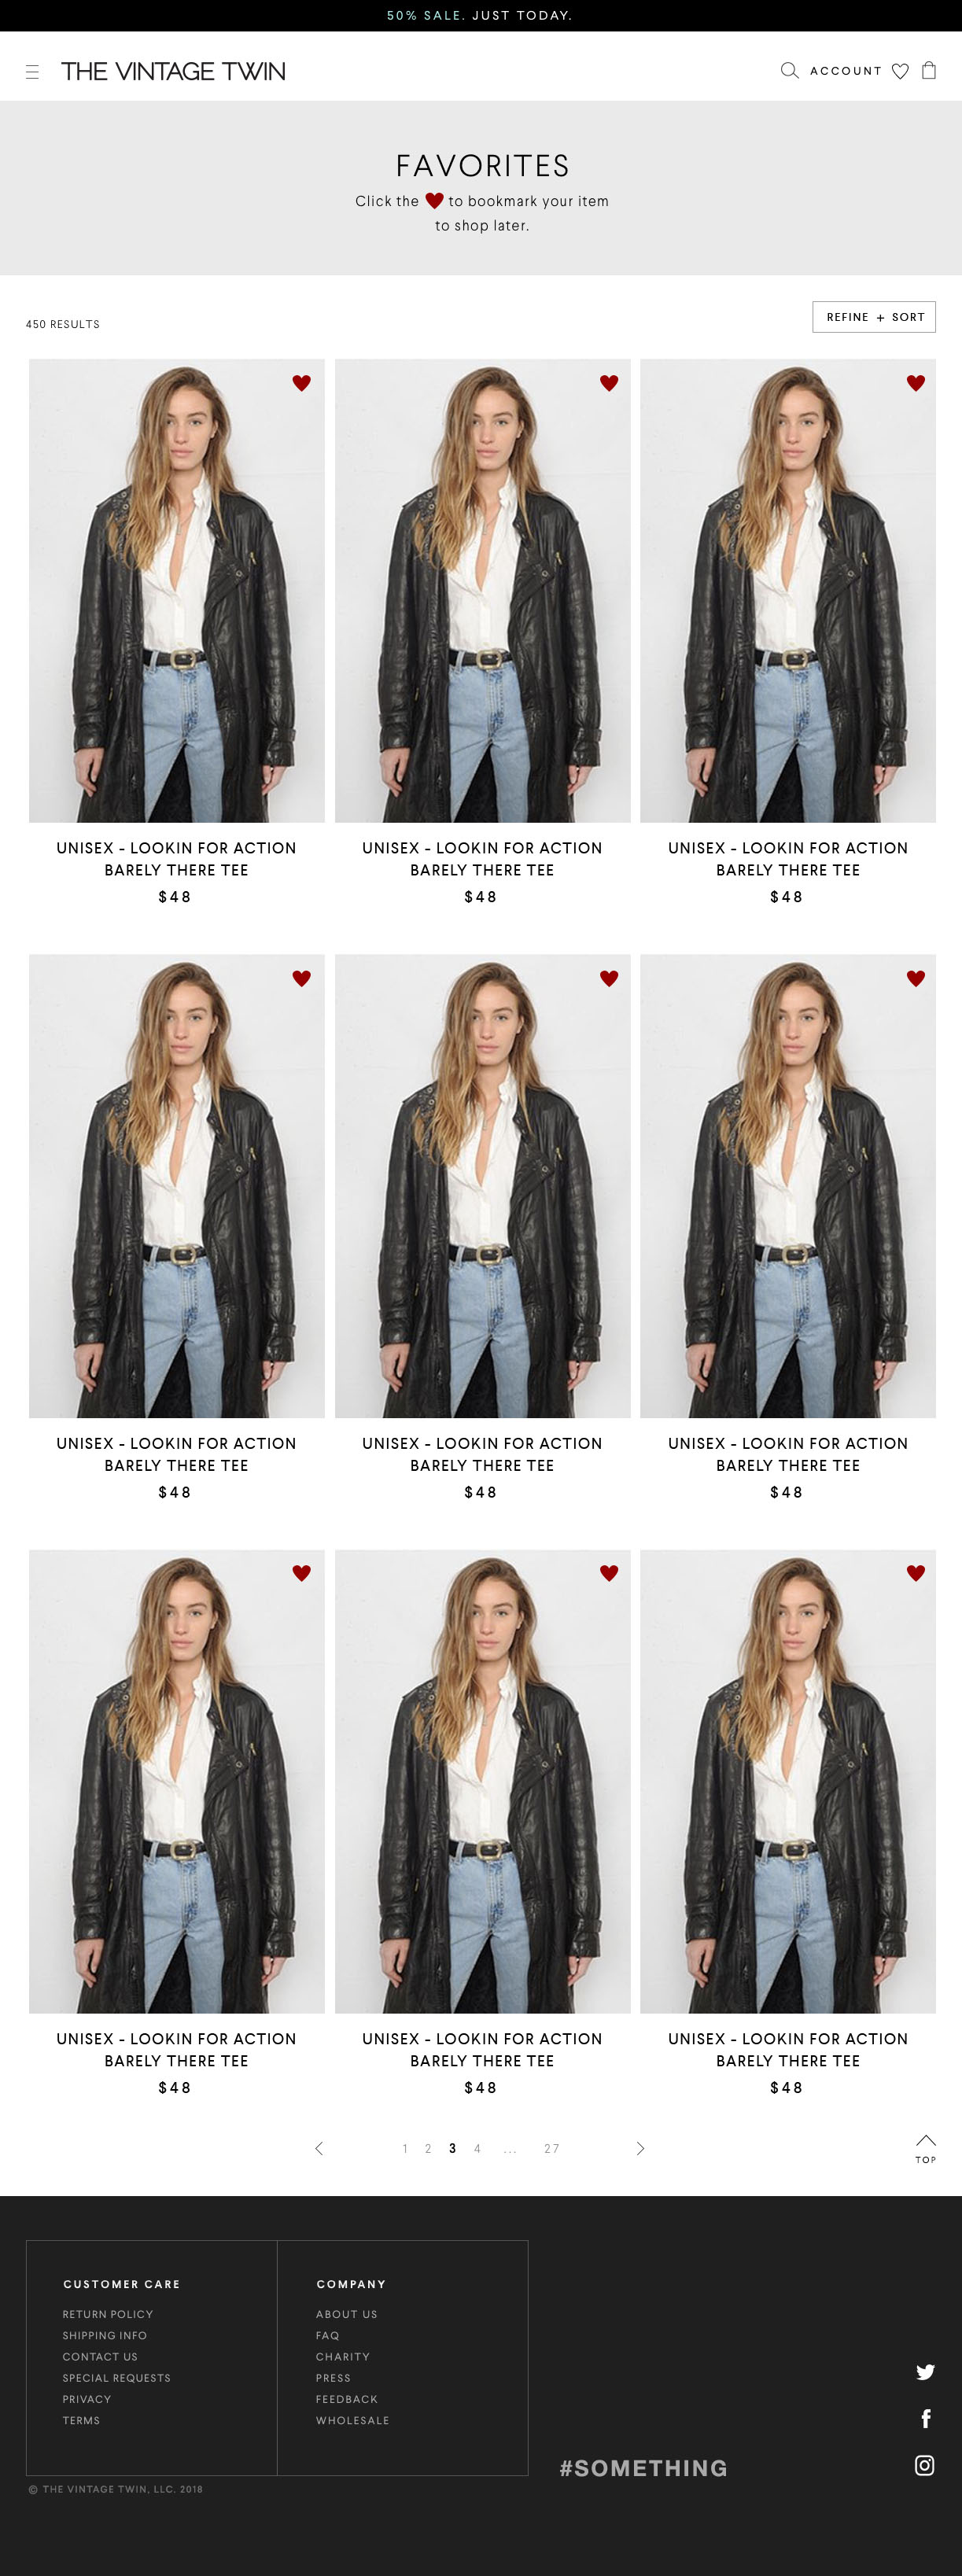 50% SALE. JUST TODAY.
THE VINTAGE TWIN
ACCOUNT
FAVORITES
Click the to bookmark your item
to shop later.
450 RESULTS
REFINE + SORT
UNISEX - LOOKIN FOR ACTION
BARELY THERE TEE
$48
UNISEX - LOOKIN FOR ACTION
BARELY THERE TEE
$48
UNISEX - LOOKIN FOR ACTION
BARELY THERE TEE
$48
UNISEX - LOOKIN FOR ACTION
BARELY THERE TEE
$48
UNISEX - LOOKIN FOR ACTION
BARELY THERE TEE
$48
UNISEX - LOOKIN FOR ACTION
BARELY THERE TEE
$48
UNISEX - LOOKIN FOR ACTION
BARELY THERE TEE
$48
UNISEX - LOOKIN FOR ACTION
BARELY THERE TEE
$48
UNISEX - LOOKIN FOR ACTION
BARELY THERE TEE
$48
1 2 3 4 ... 27
TOP
CUSTOMER CARE
RETURN POLICY
SHIPPING INFO
CONTACT US
SPECIAL REQUESTS
PRIVACY
TERMS
COMPANY
ABOUT US
FAQ
CHARITY
PRESS
FEEDBACK
WHOLESALE
#SOMETHING
© THE VINTAGE TWIN, LLC. 2018